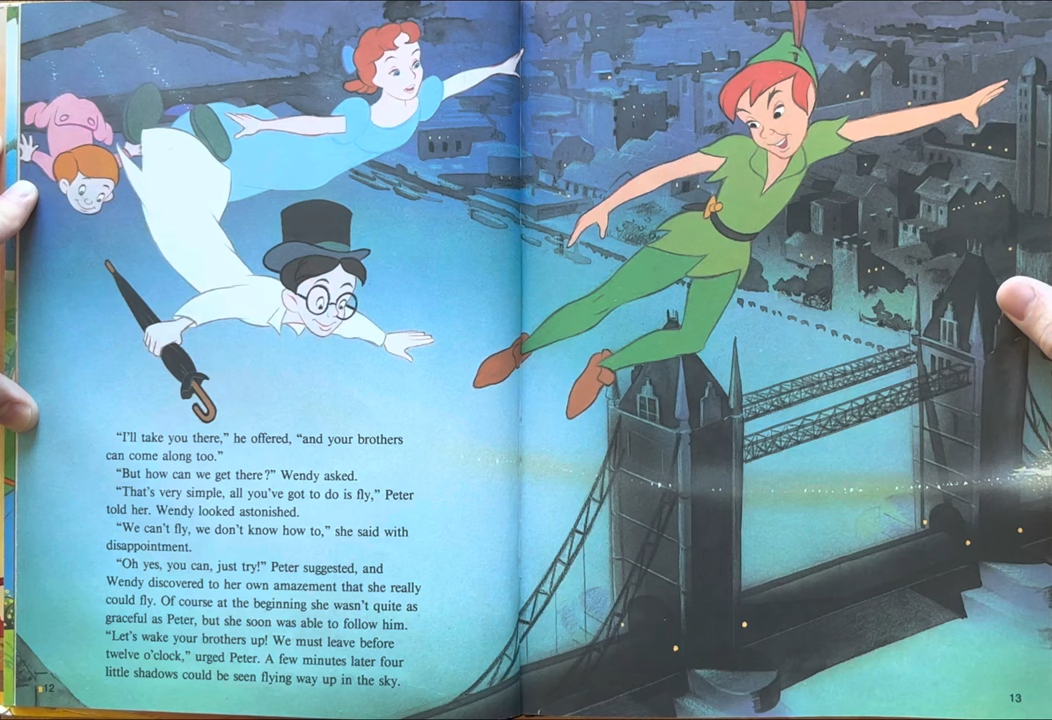 “I’ll take you there,” he offered, “and your brothers
can come along too.”
“But how can we get there?” Wendy asked.
“That’s very simple, all you’ve got to do is fly,” Peter
told her. Wendy looked astonished.
“We can’t fly, we don’t know how to,” she said with
disappointment.
“Oh yes, you can, just try!” Peter suggested, and
Wendy discovered to her own amazement that she really
could fly. Of course at the beginning she wasn’t quite as
graceful as Peter, but she soon was able to follow him.
“Let’s wake your brothers up! We must leave before
twelve o’clock,” urged Peter. A few minutes later four
little shadows could be seen flying way up in the sky.
12
13